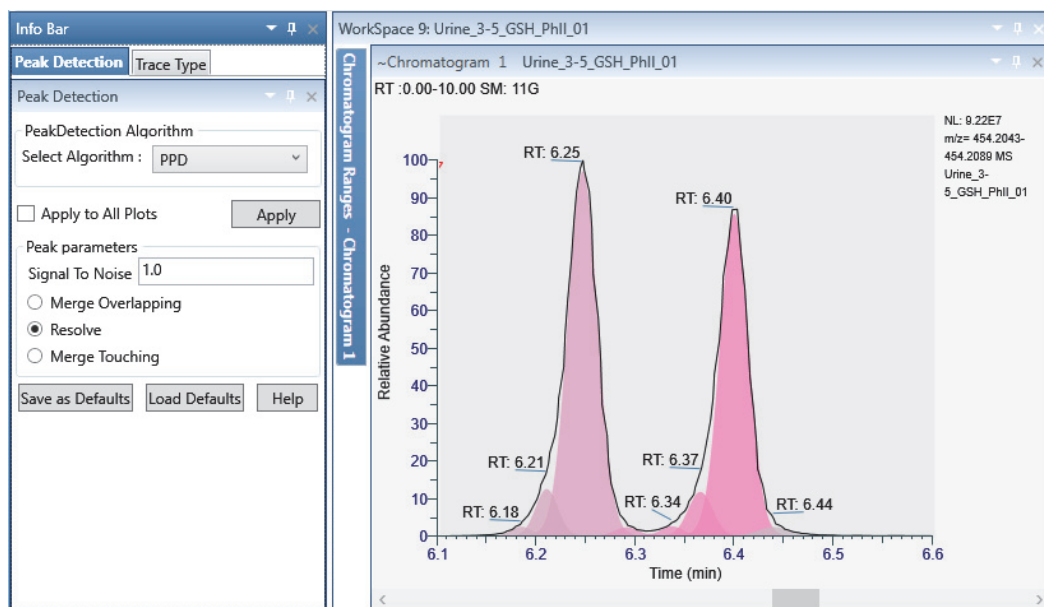 Info Bar
Peak Detection Trace Type
Peak Detection
PeakDetection Algorithm
Select Algorithm : PPD
Apply to All Plots Apply
Peak parameters
Signal To Noise 1.0
Merge Overlapping
Resolve
Merge Touching
Save as Defaults Load Defaults Help
WorkSpace 9: Urine_3-5_GSH_PhII_01
Chromatogram Ranges - Chromatogram 1
~Chromatogram 1 Urine_3-5_GSH_PhII_01
RT :0.00-10.00 SM: 11G
NL: 9.22E7
m/z= 454.2043-
454.2089 MS
Urine_3-
5_GSH_PhII_01
Relative Abundance
100
90
80
70
60
50
40
30
20
10
0
RT: 6.25
RT: 6.40
RT: 6.21
RT: 6.37
RT: 6.18
RT: 6.34
RT: 6.44
6.1 6.2 6.3 6.4 6.5 6.6
Time (min)